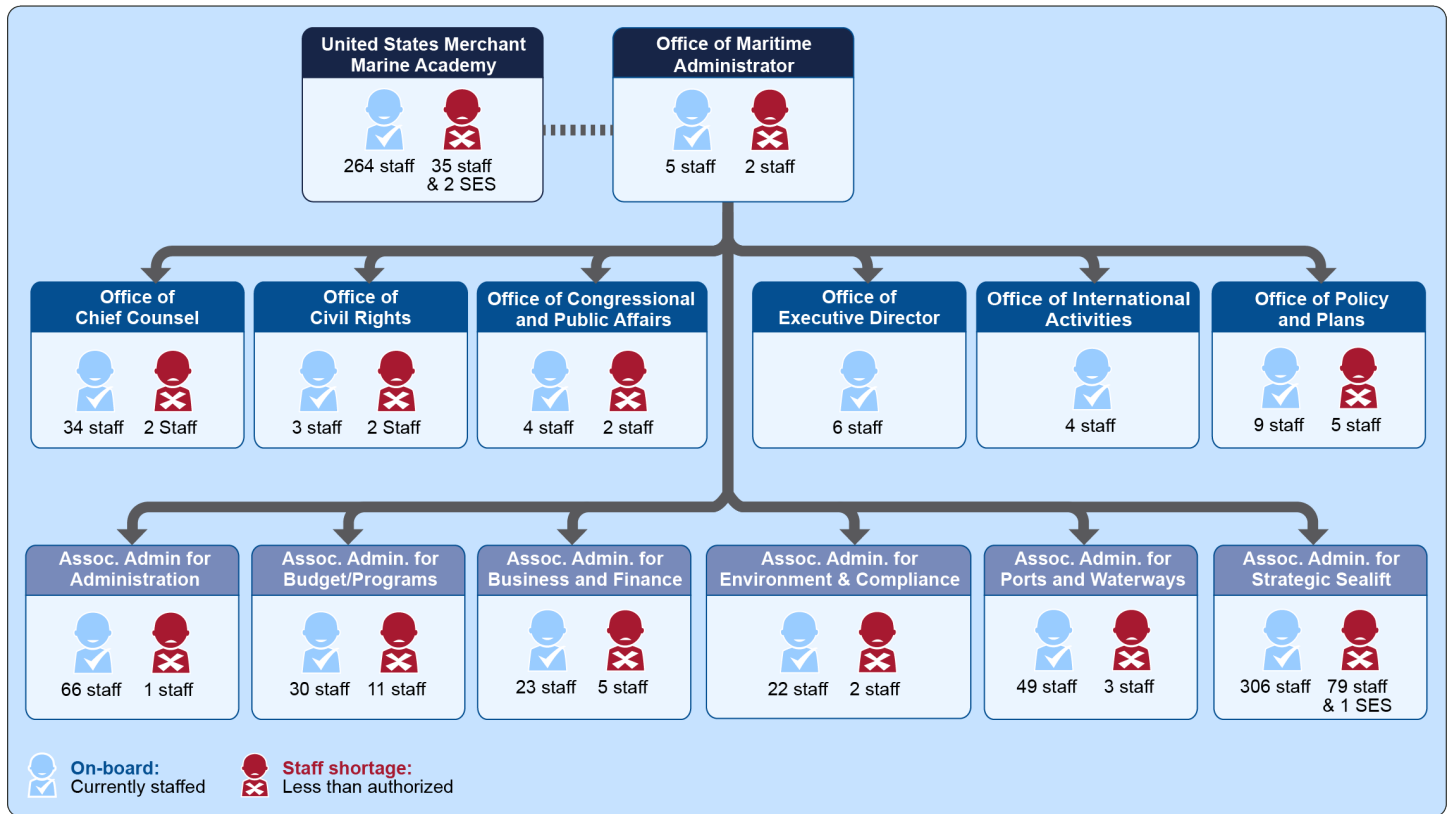 United States Merchant
Marine Academy
264 staff
35 staff
& 2 SES
Office of Maritime
Administrator
5 staff
2 staff
Office of
Chief Counsel
34 staff
2 Staff
Office of
Civil Rights
3 staff
2 Staff
Office of Congressional
and Public Affairs
4 staff
2 staff
Office of
Executive Director
6 staff
Office of International
Activities
4 staff
Office of Policy
and Plans
9 staff
5 staff
Assoc. Admin for
Administration
66 staff
1 staff
Assoc. Admin. for
Budget/Programs
30 staff
11 staff
Assoc. Admin. for
Business and Finance
23 staff
5 staff
Assoc. Admin. for
Environment & Compliance
22 staff
2 staff
Assoc. Admin. for
Ports and Waterways
49 staff
3 staff
Assoc. Admin. for
Strategic Sealift
306 staff
79 staff
& 1 SES
On-board:
Currently staffed
Staff shortage:
Less than authorized